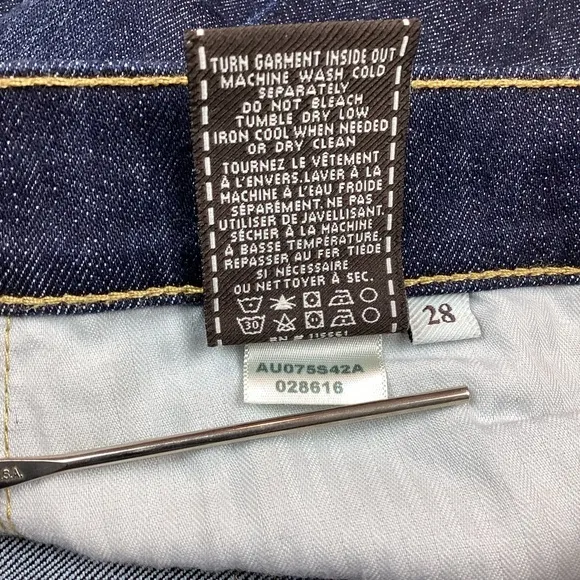 TURN GARMENT INSIDE OUT
MACHINE WASH COLD
SEPARATELY
DO NOT BLEACH
TUMBLE DRY LOW
IRON COOL WHEN NEEDED
OR DRY CLEAN
TOURNEZ LE VÊTEMENT
À L'ENVERS.LAVER À LA
MACHINE À L'EAU FROIDE
SÉPARÉMENT. NE PAS
UTILISER DE JAVELLISANT.
SÉCHER À LA MACHINE
À BASSE TEMPÉRATURE.
REPASSER AU FER TIÈDE
SI NÉCESSAIRE
OU NETTOYER À SEC.
30
RN #
28
AU075S42A
028616
S.A.